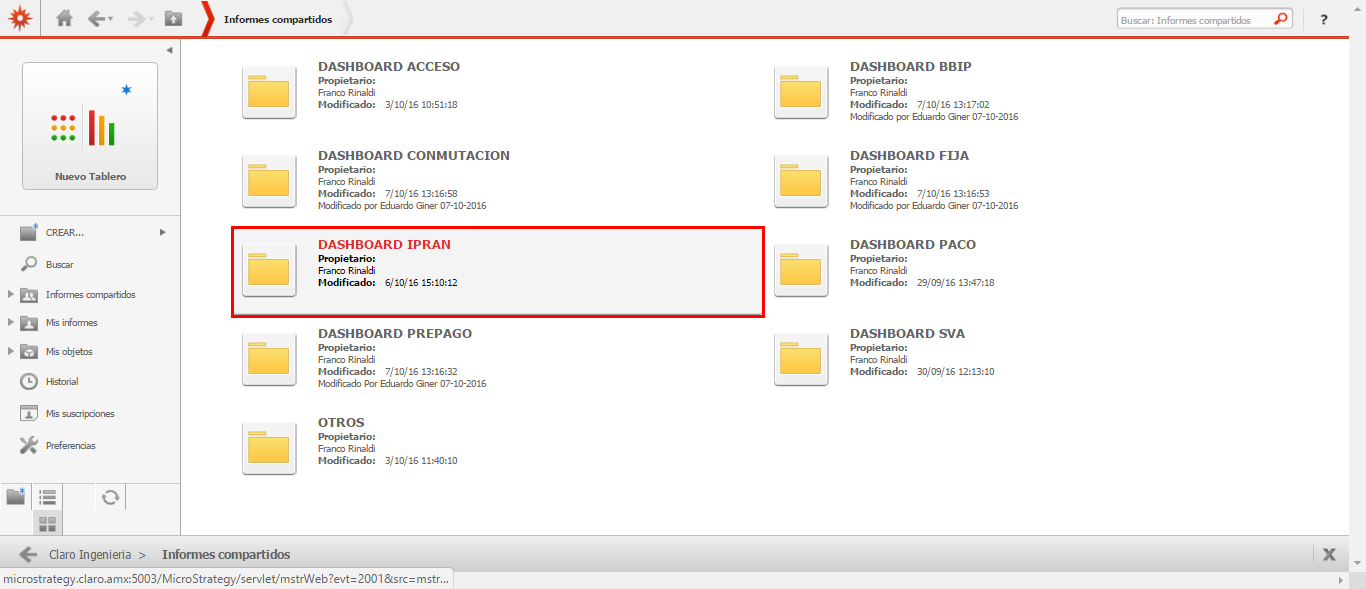 Informes compartidos
Buscar: Informes compartidos
?
Nuevo Tablero
CREAR...
Buscar
Informes compartidos
Mis informes
Mis objetos
Historial
Mis suscripciones
Preferencias
DASHBOARD ACCESO
Propietario:
Franco Rinaldi
Modificado: 3/10/16 10:51:18
DASHBOARD BBIP
Propietario:
Franco Rinaldi
Modificado: 7/10/16 13:17:02
Modificado por Eduardo Giner 07-10-2016
DASHBOARD CONMUTACION
Propietario:
Franco Rinaldi
Modificado: 7/10/16 13:16:58
Modificado por Eduardo Giner 07-10-2016
DASHBOARD FIJA
Propietario:
Franco Rinaldi
Modificado: 7/10/16 13:16:53
Modificado por Eduardo Giner 07-10-2016
DASHBOARD IPRAN
Propietario:
Franco Rinaldi
Modificado: 6/10/16 15:10:12
DASHBOARD PACO
Propietario:
Franco Rinaldi
Modificado: 29/09/16 13:47:18
DASHBOARD PREPAGO
Propietario:
Franco Rinaldi
Modificado: 7/10/16 13:16:32
Modificado Por Eduardo Giner 07-10-2016
DASHBOARD SVA
Propietario:
Franco Rinaldi
Modificado: 30/09/16 12:13:10
OTROS
Propietario:
Franco Rinaldi
Modificado: 3/10/16 11:40:10
Claro Ingenieria > Informes compartidos
microstrategy.claro.amx:5003/MicroStrategy/servlet/mstrWeb?evt=2001&src=mstr...